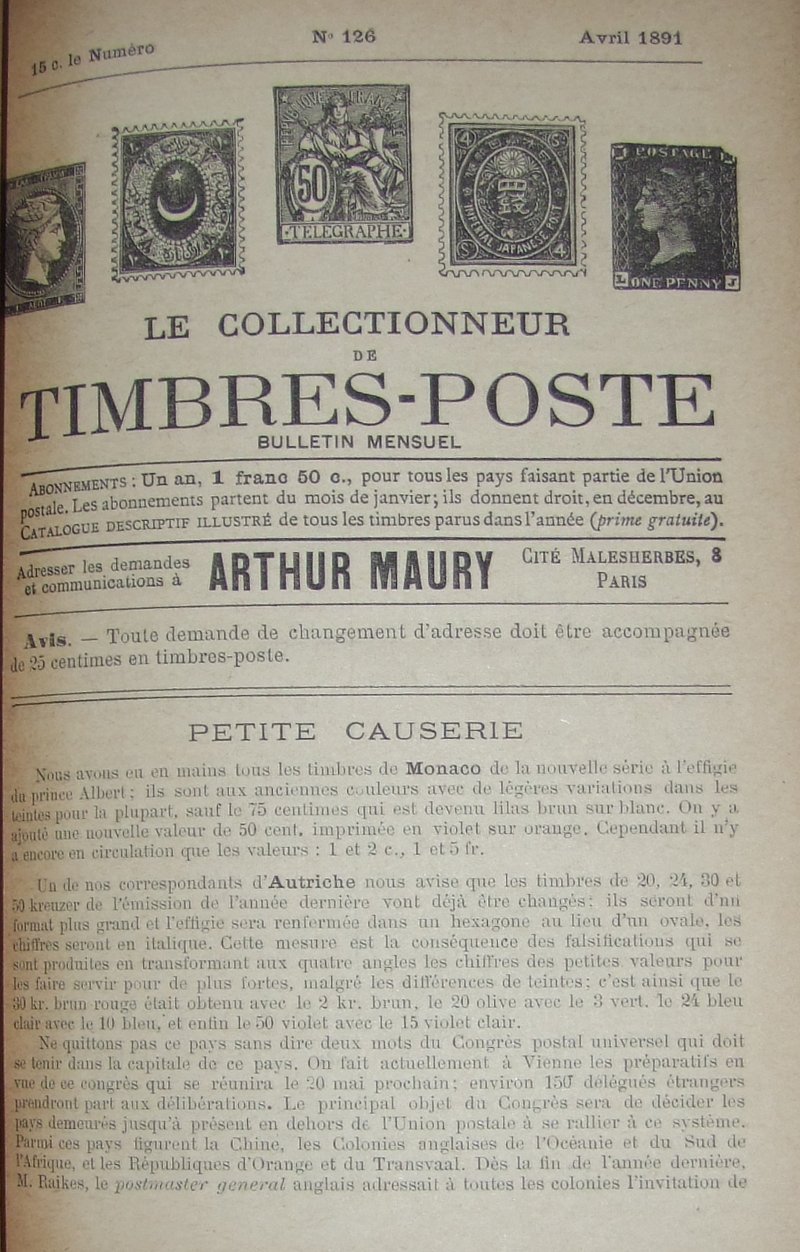 15 c. le Numéro
N° 126
Avril 1891
RÉPUBLIQUE FRANÇAISE
50
TÉLÉGRAPHE
4 S 4
IMPERIAL JAPANESE POST
POSTAGE
L ONE PENNY J
LE COLLECTIONNEUR
DE
TIMBRES-POSTE
BULLETIN MENSUEL
ABONNEMENTS : Un an, 1 franc 50 c., pour tous les pays faisant partie de l'Union
postale. Les abonnements partent du mois de janvier; ils donnent droit, en décembre, au
CATALOGUE DESCRIPTIF ILLUSTRÉ de tous les timbres parus dans l'année (prime gratuite).
Adresser les demandes
et communications à
ARTHUR MAURY
CITÉ MALESHERBES, 8
PARIS
Avis. — Toute demande de changement d'adresse doit être accompagnée
de 25 centimes en timbres-poste.
PETITE CAUSERIE
Nous avons eu en mains tous les timbres de Monaco de la nouvelle série à l'effigie
du prince Albert; ils sont aux anciennes couleurs avec de légères variations dans les
teintes pour la plupart, sauf le 75 centimes qui est devenu lilas brun sur blanc. On y a
ajouté une nouvelle valeur de 50 cent. imprimée en violet sur orange. Cependant il n'y
a encore en circulation que les valeurs : 1 et 2 c., 1 et 5 fr.
Un de nos correspondants d'Autriche nous avise que les timbres de 20, 24, 30 et
50 kreuzer de l'émission de l'année dernière vont déjà être changés; ils seront d'un
format plus grand et l'effigie sera renfermée dans un hexagone au lieu d'un ovale, les
chiffres seront en italique. Cette mesure est la conséquence des falsifications qui se
sont produites en transformant aux quatre angles les chiffres des petites valeurs pour
les faire servir pour de plus fortes, malgré les différences de teintes; c'est ainsi que le
30 kr. brun rouge était obtenu avec le 2 kr. brun, le 20 olive avec le 3 vert, le 24 bleu
clair avec le 10 bleu, et enfin le 50 violet avec le 15 violet clair.
Ne quittons pas ce pays sans dire deux mots du Congrès postal universel qui doit
se tenir dans la capitale de ce pays. On fait actuellement à Vienne les préparatifs en
vue de ce congrès qui se réunira le 20 mai prochain; environ 150 délégués étrangers
prendront part aux délibérations. Le principal objet du Congrès sera de décider les
pays demeurés jusqu'à présent en dehors de l'Union postale à se rallier à ce système.
Parmi ces pays figurent la Chine, les Colonies anglaises de l'Océanie et du Sud de
l'Afrique, et les Républiques d'Orange et du Transvaal. Dès la fin de l'année dernière,
M. Raikes, le postmaster general anglais adressait à toutes les colonies l'invitation de